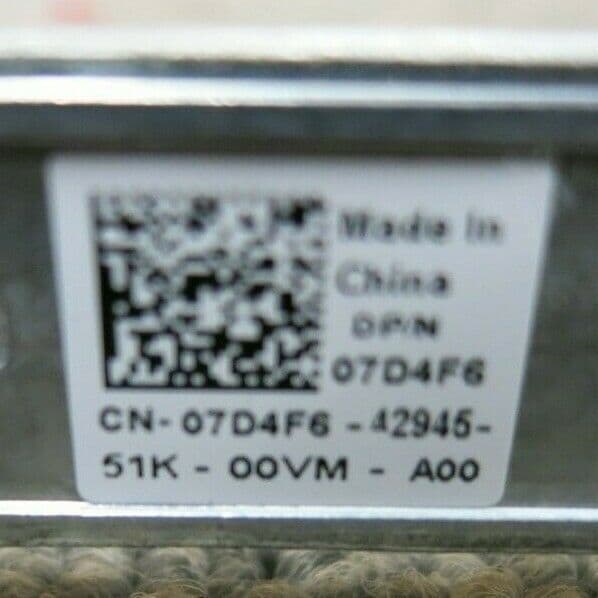 Made In
China
DP/N
07D4F6
CN-07D4F6-42945-
51K-00VM-A00